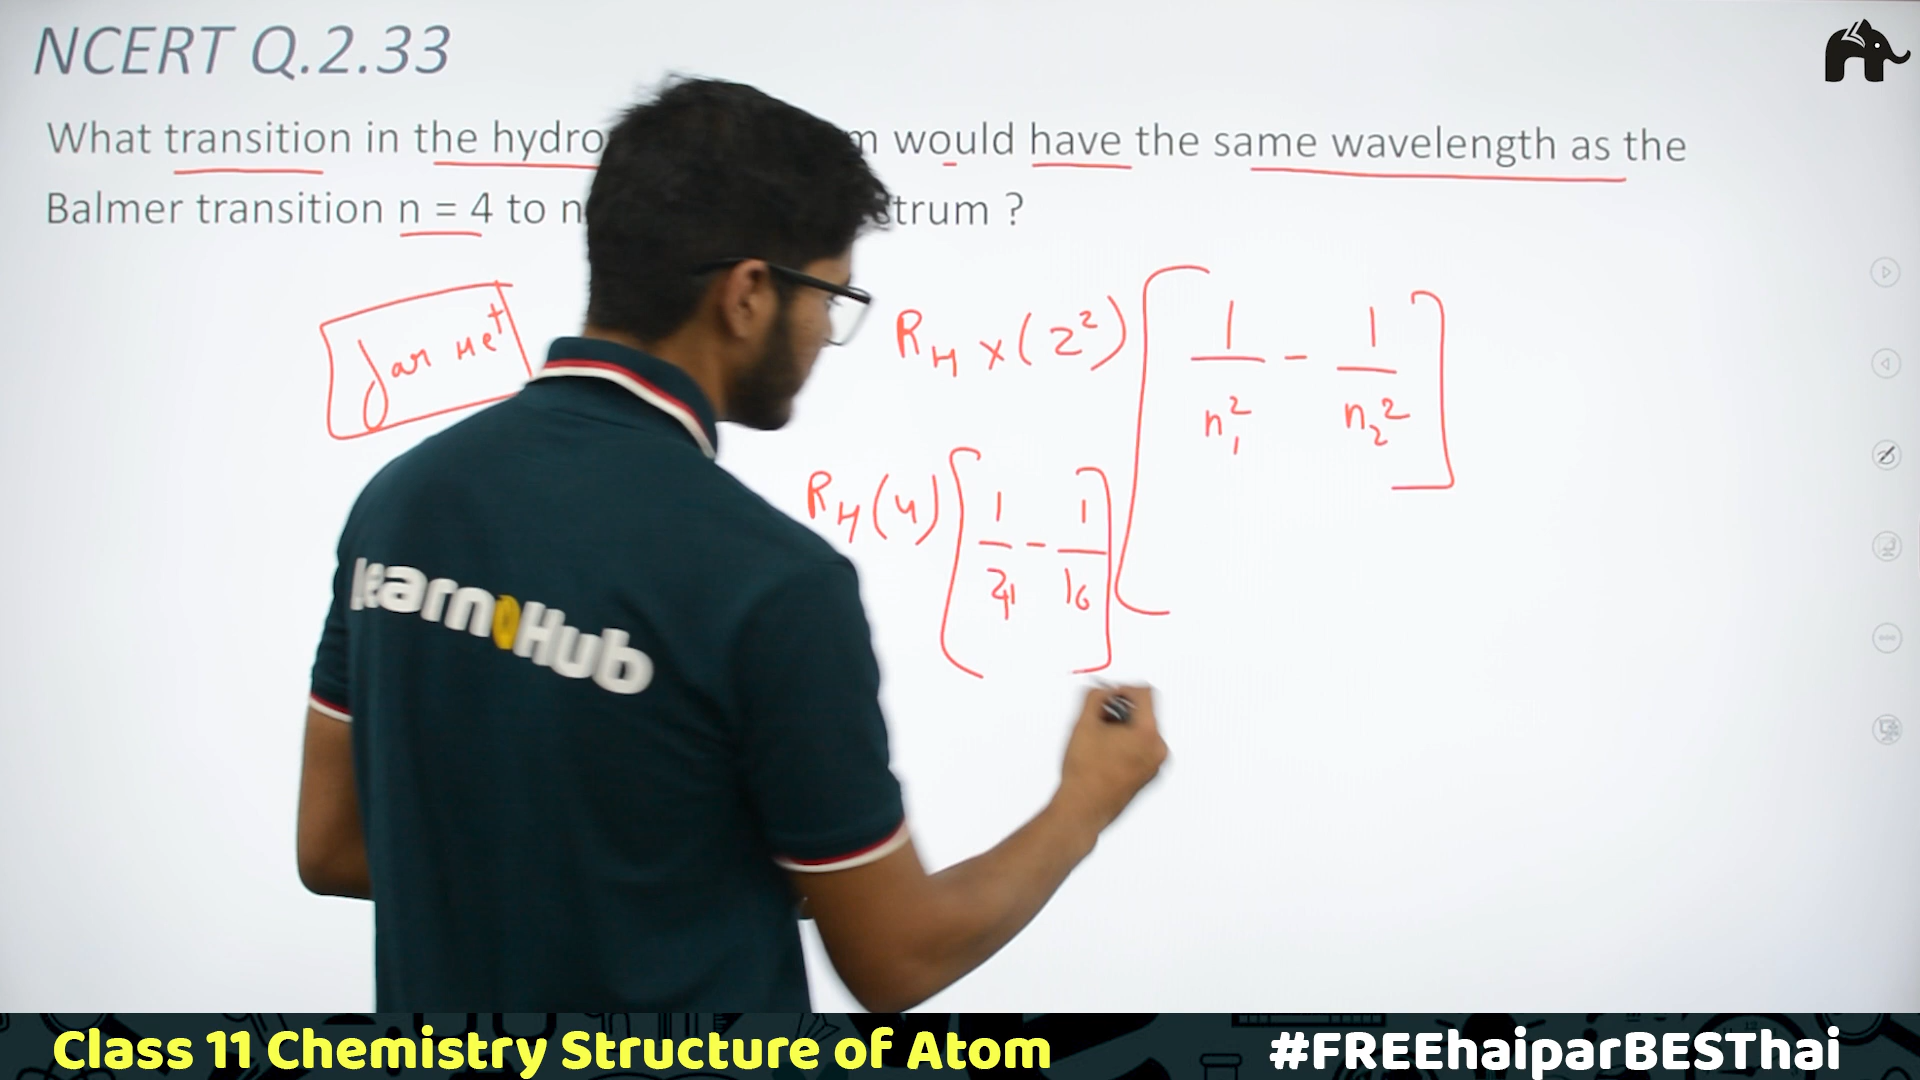 NCERT Q.2.33
What transition in the hydro m would have the same wavelength as the
Balmer transition n = 4 to n trum ?
for He+
R_H × (Z²) [ 1/n₁² - 1/n₂² ]
R_H (4) [ 1/4 - 1/16 ]
learnohub
Class 11 Chemistry Structure of Atom
#FREEhaiparBESThai